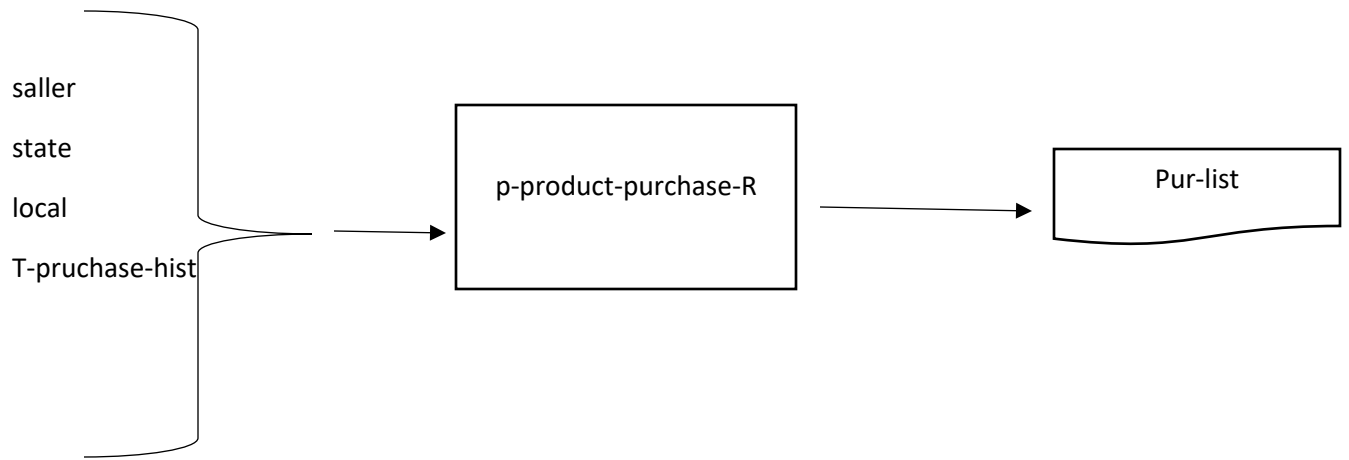 saller
state
local
T-pruchase-hist
p-product-purchase-R
Pur-list